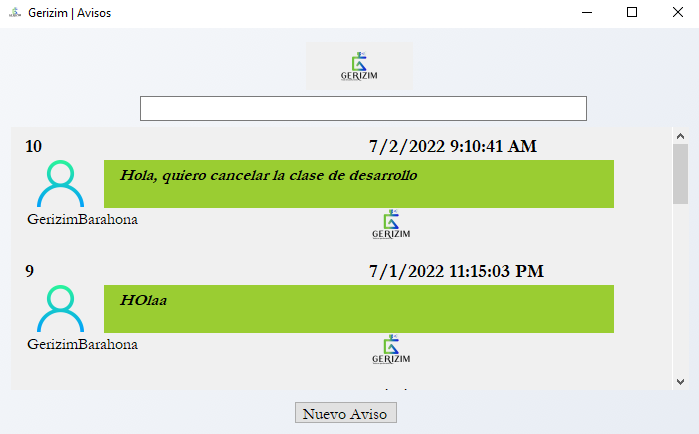 Gerizim | Avisos
GERIZIM
10 7/2/2022 9:10:41 AM
Hola, quiero cancelar la clase de desarrollo
GerizimBarahona
GERIZIM
9 7/1/2022 11:15:03 PM
HOlaa
GerizimBarahona
GERIZIM
Nuevo Aviso